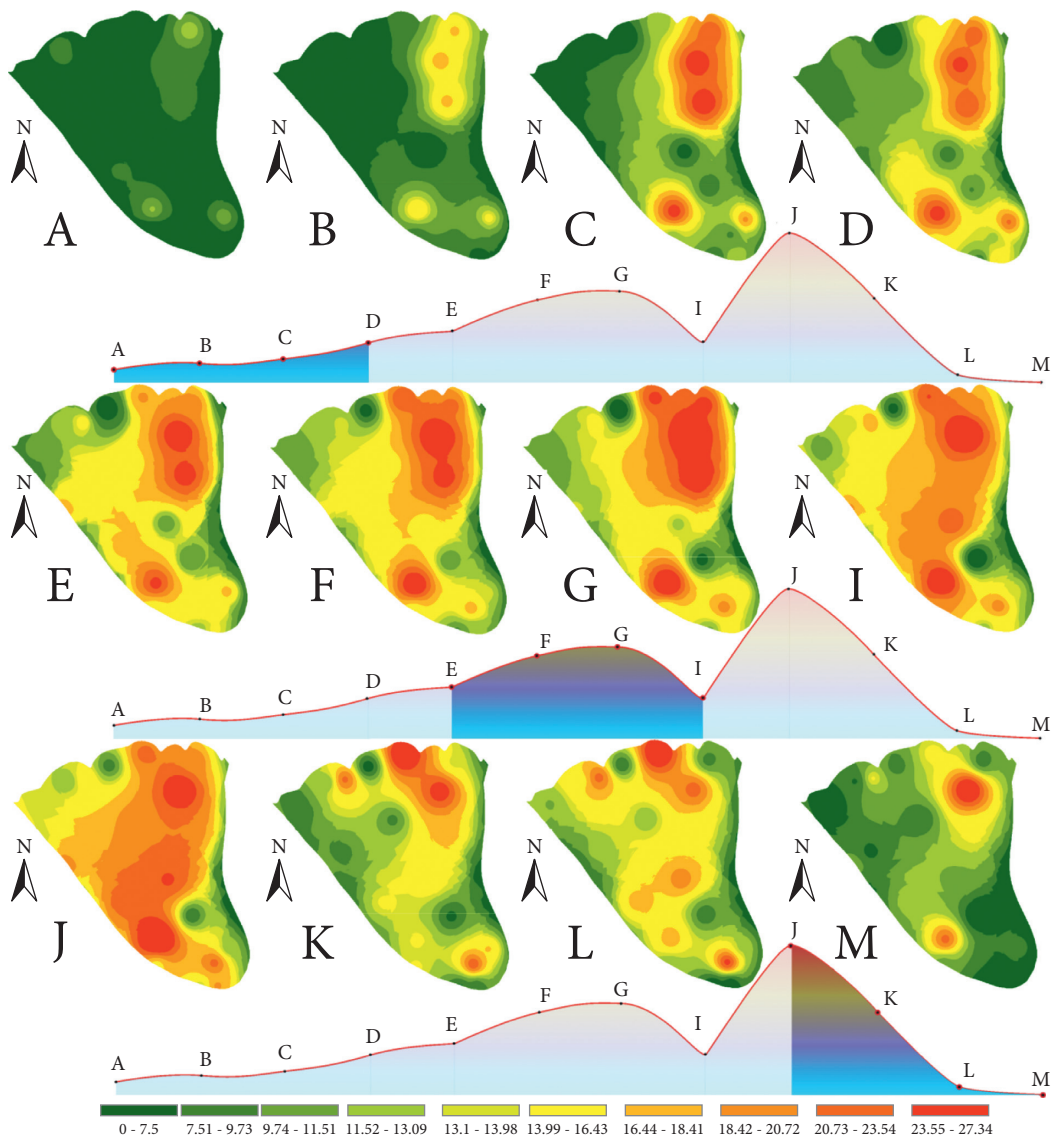 N N N N
A B C D
J
A B C D E F G I K L M
N N N N
E F G I
J
A B C D E F G I K L M
N N N N
J K L M
J
A B C D E F G I K L M
0 - 7.5 7.51 - 9.73 9.74 - 11.51 11.52 - 13.09 13.1 - 13.98 13.99 - 16.43 16.44 - 18.41 18.42 - 20.72 20.73 - 23.54 23.55 - 27.34